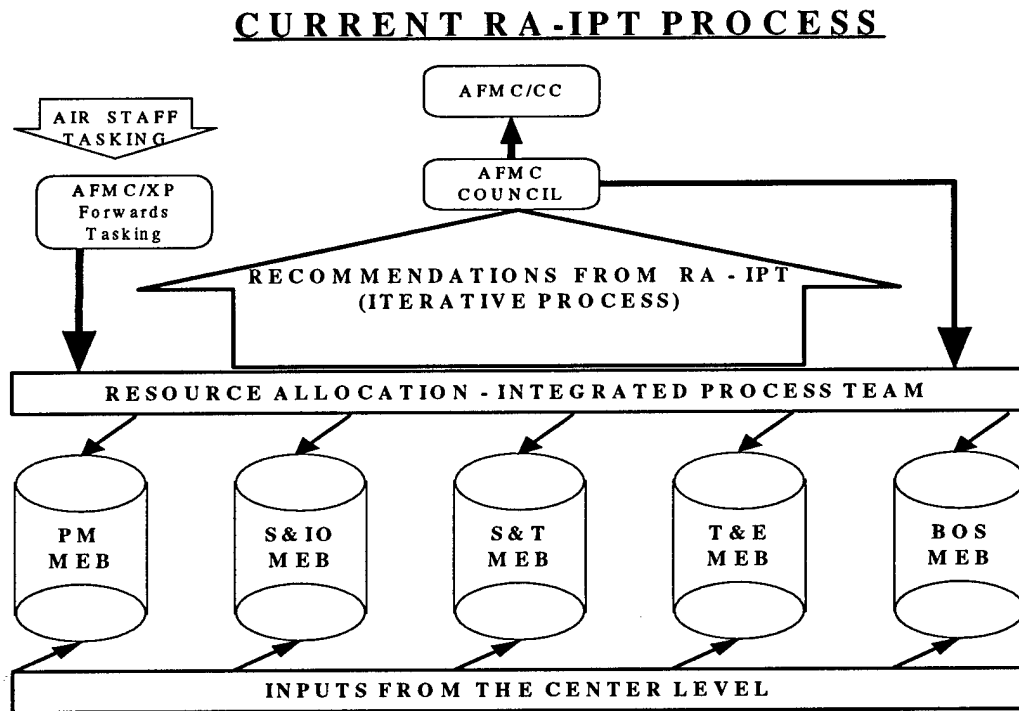 CURRENT RA-IPT PROCESS
AFMC/CC
AIR STAFF
TASKING
AFMC
COUNCIL
AFMC/XP
Forwards
Tasking
RECOMMENDATIONS FROM RA - IPT
(ITERATIVE PROCESS)
RESOURCE ALLOCATION - INTEGRATED PROCESS TEAM
PM
MEB
S&IO
MEB
S&T
MEB
T&E
MEB
BOS
MEB
INPUTS FROM THE CENTER LEVEL